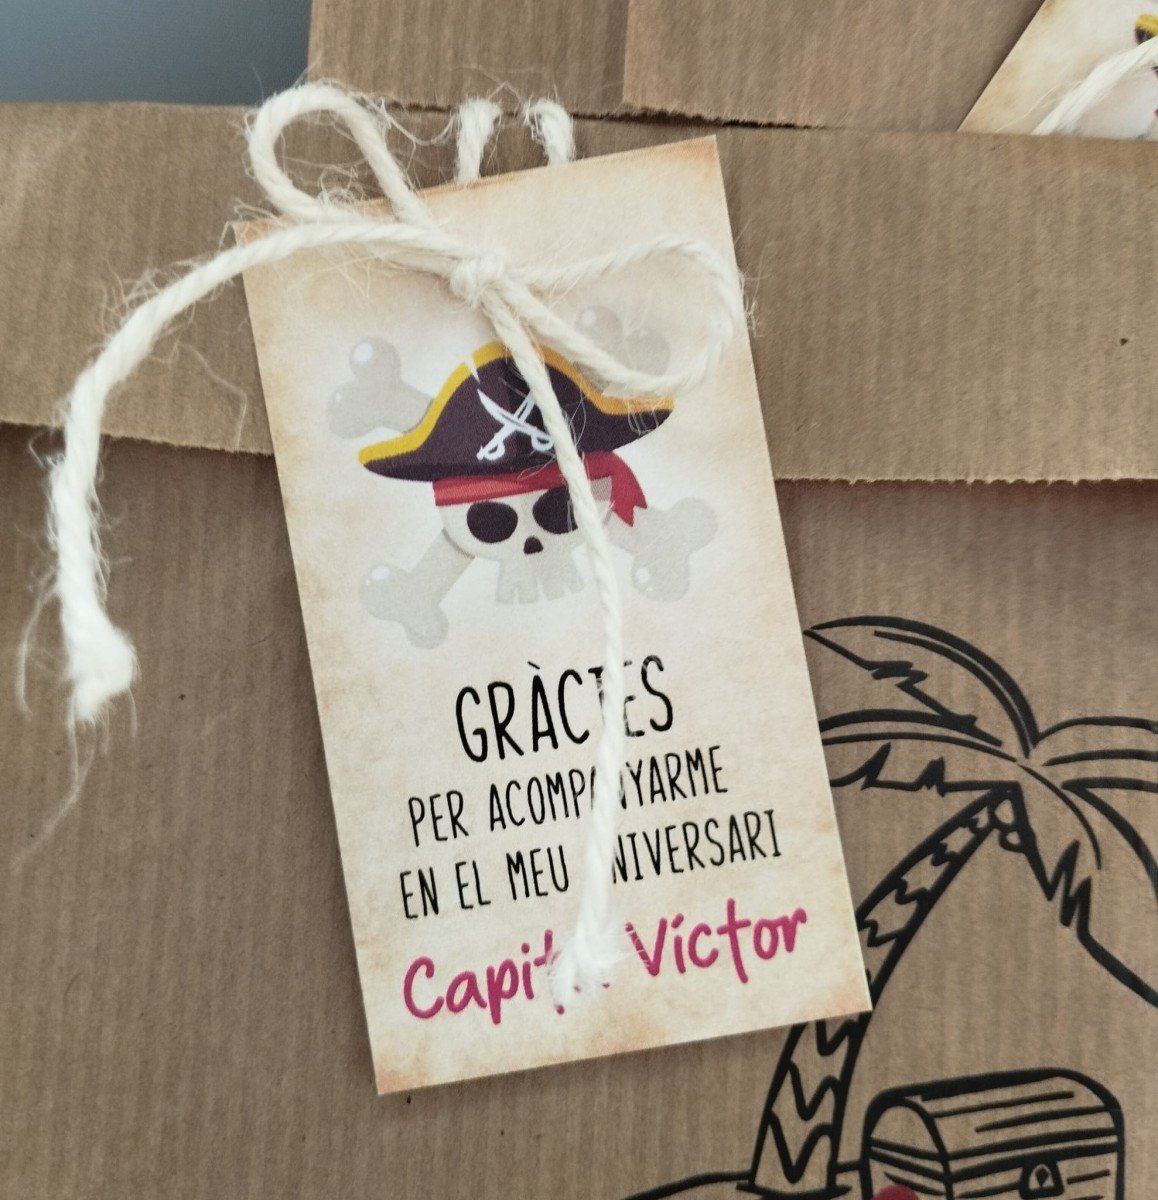 GRÀCIES
PER ACOMPANYARME
EN EL MEU ANIVERSARI
Capità Víctor